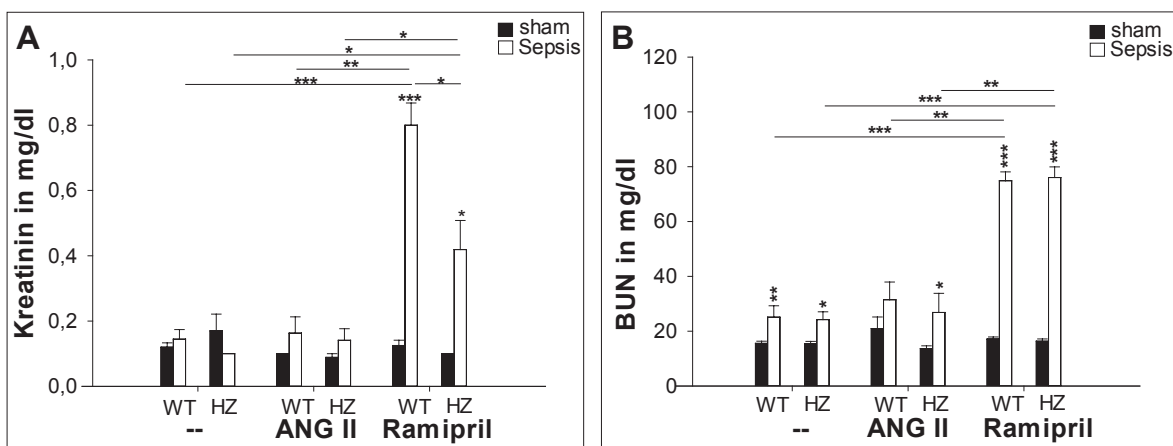 A
sham
Sepsis
Kreatinin in mg/dl
1,0
0,8
0,6
0,4
0,2
0,0
*
*
**
***
*
***
*
WT HZ WT HZ WT HZ
-- ANG II Ramipril
B
sham
Sepsis
BUN in mg/dl
120
100
80
60
40
20
0
**
***
**
***
***
***
**
*
*
WT HZ WT HZ WT HZ
-- ANG II Ramipril